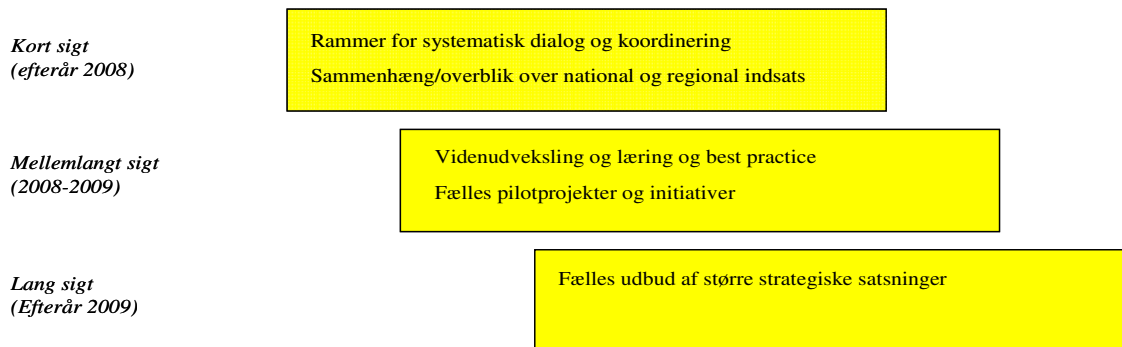 Kort sigt
(efterår 2008)
Rammer for systematisk dialog og koordinering
Sammenhæng/overblik over national og regional indsats
Mellemlangt sigt
(2008-2009)
Videnudveksling og læring og best practice
Fælles pilotprojekter og initiativer
Lang sigt
(Efterår 2009)
Fælles udbud af større strategiske satsninger